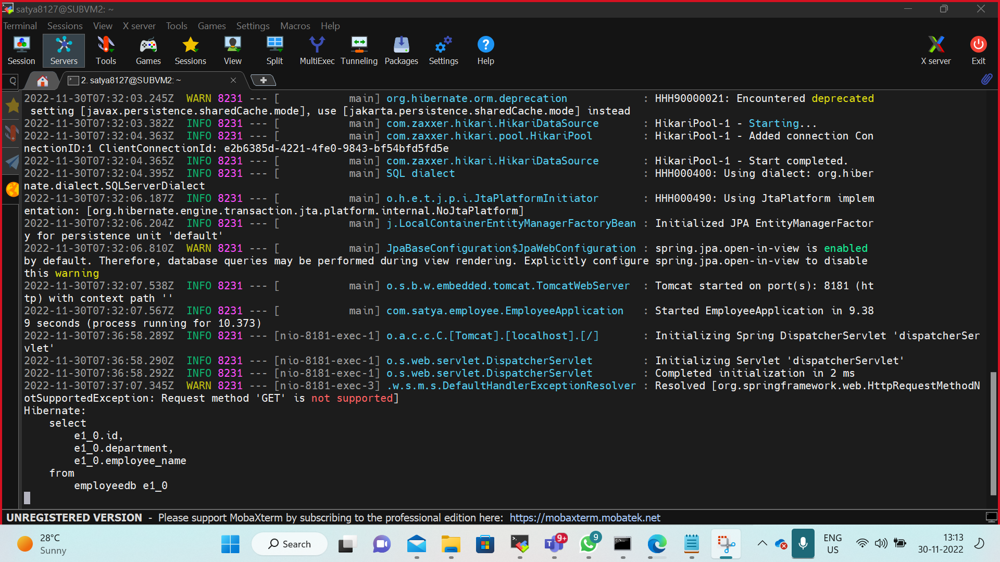 satya8127@SUBVM2: ~
Terminal Sessions View X server Tools Games Settings Macros Help
Session Servers Tools Games Sessions View Split MultiExec Tunneling Packages Settings Help X server Exit
2. satya8127@SUBVM2: ~
2022-11-30T07:32:03.245Z  WARN 8231 --- [           main] org.hibernate.orm.deprecation            : HHH90000021: Encountered deprecated
 setting [javax.persistence.sharedCache.mode], use [jakarta.persistence.sharedCache.mode] instead
2022-11-30T07:32:03.382Z  INFO 8231 --- [           main] com.zaxxer.hikari.HikariDataSource       : HikariPool-1 - Starting...
2022-11-30T07:32:04.363Z  INFO 8231 --- [           main] com.zaxxer.hikari.pool.HikariPool        : HikariPool-1 - Added connection Con
nectionID:1 ClientConnectionId: e2b6385d-4221-4fe0-9843-bf54bfd5fd5e
2022-11-30T07:32:04.365Z  INFO 8231 --- [           main] com.zaxxer.hikari.HikariDataSource       : HikariPool-1 - Start completed.
2022-11-30T07:32:04.395Z  INFO 8231 --- [           main] SQL dialect                              : HHH000400: Using dialect: org.hiber
nate.dialect.SQLServerDialect
2022-11-30T07:32:06.187Z  INFO 8231 --- [           main] o.h.e.t.j.p.i.JtaPlatformInitiator       : HHH000490: Using JtaPlatform implem
entation: [org.hibernate.engine.transaction.jta.platform.internal.NoJtaPlatform]
2022-11-30T07:32:06.204Z  INFO 8231 --- [           main] j.LocalContainerEntityManagerFactoryBean : Initialized JPA EntityManagerFactor
y for persistence unit 'default'
2022-11-30T07:32:06.810Z  WARN 8231 --- [           main] JpaBaseConfiguration$JpaWebConfiguration : spring.jpa.open-in-view is enabled
by default. Therefore, database queries may be performed during view rendering. Explicitly configure spring.jpa.open-in-view to disable
this warning
2022-11-30T07:32:07.538Z  INFO 8231 --- [           main] o.s.b.w.embedded.tomcat.TomcatWebServer  : Tomcat started on port(s): 8181 (ht
tp) with context path ''
2022-11-30T07:32:07.567Z  INFO 8231 --- [           main] com.satya.employee.EmployeeApplication   : Started EmployeeApplication in 9.38
9 seconds (process running for 10.373)
2022-11-30T07:36:58.289Z  INFO 8231 --- [nio-8181-exec-1] o.a.c.c.C.[Tomcat].[localhost].[/]       : Initializing Spring DispatcherServlet 'dispatcherSer
vlet'
2022-11-30T07:36:58.290Z  INFO 8231 --- [nio-8181-exec-1] o.s.web.servlet.DispatcherServlet        : Initializing Servlet 'dispatcherServlet'
2022-11-30T07:36:58.292Z  INFO 8231 --- [nio-8181-exec-1] o.s.web.servlet.DispatcherServlet        : Completed initialization in 2 ms
2022-11-30T07:37:07.345Z  WARN 8231 --- [nio-8181-exec-3] .w.s.m.s.DefaultHandlerExceptionResolver : Resolved [org.springframework.web.HttpRequestMethodN
otSupportedException: Request method 'GET' is not supported]
Hibernate:
    select
        e1_0.id,
        e1_0.department,
        e1_0.employee_name
    from
        employeedb e1_0
UNREGISTERED VERSION - Please support MobaXterm by subscribing to the professional edition here: https://mobaxterm.mobatek.net
28°C
Sunny
Search
9+
9
ENG
US
13:13
30-11-2022